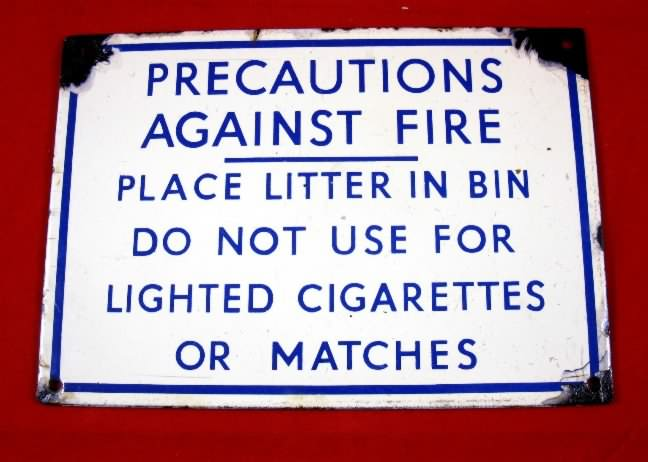 PRECAUTIONS
AGAINST FIRE
PLACE LITTER IN BIN
DO NOT USE FOR
LIGHTED CIGARETTES
OR MATCHES